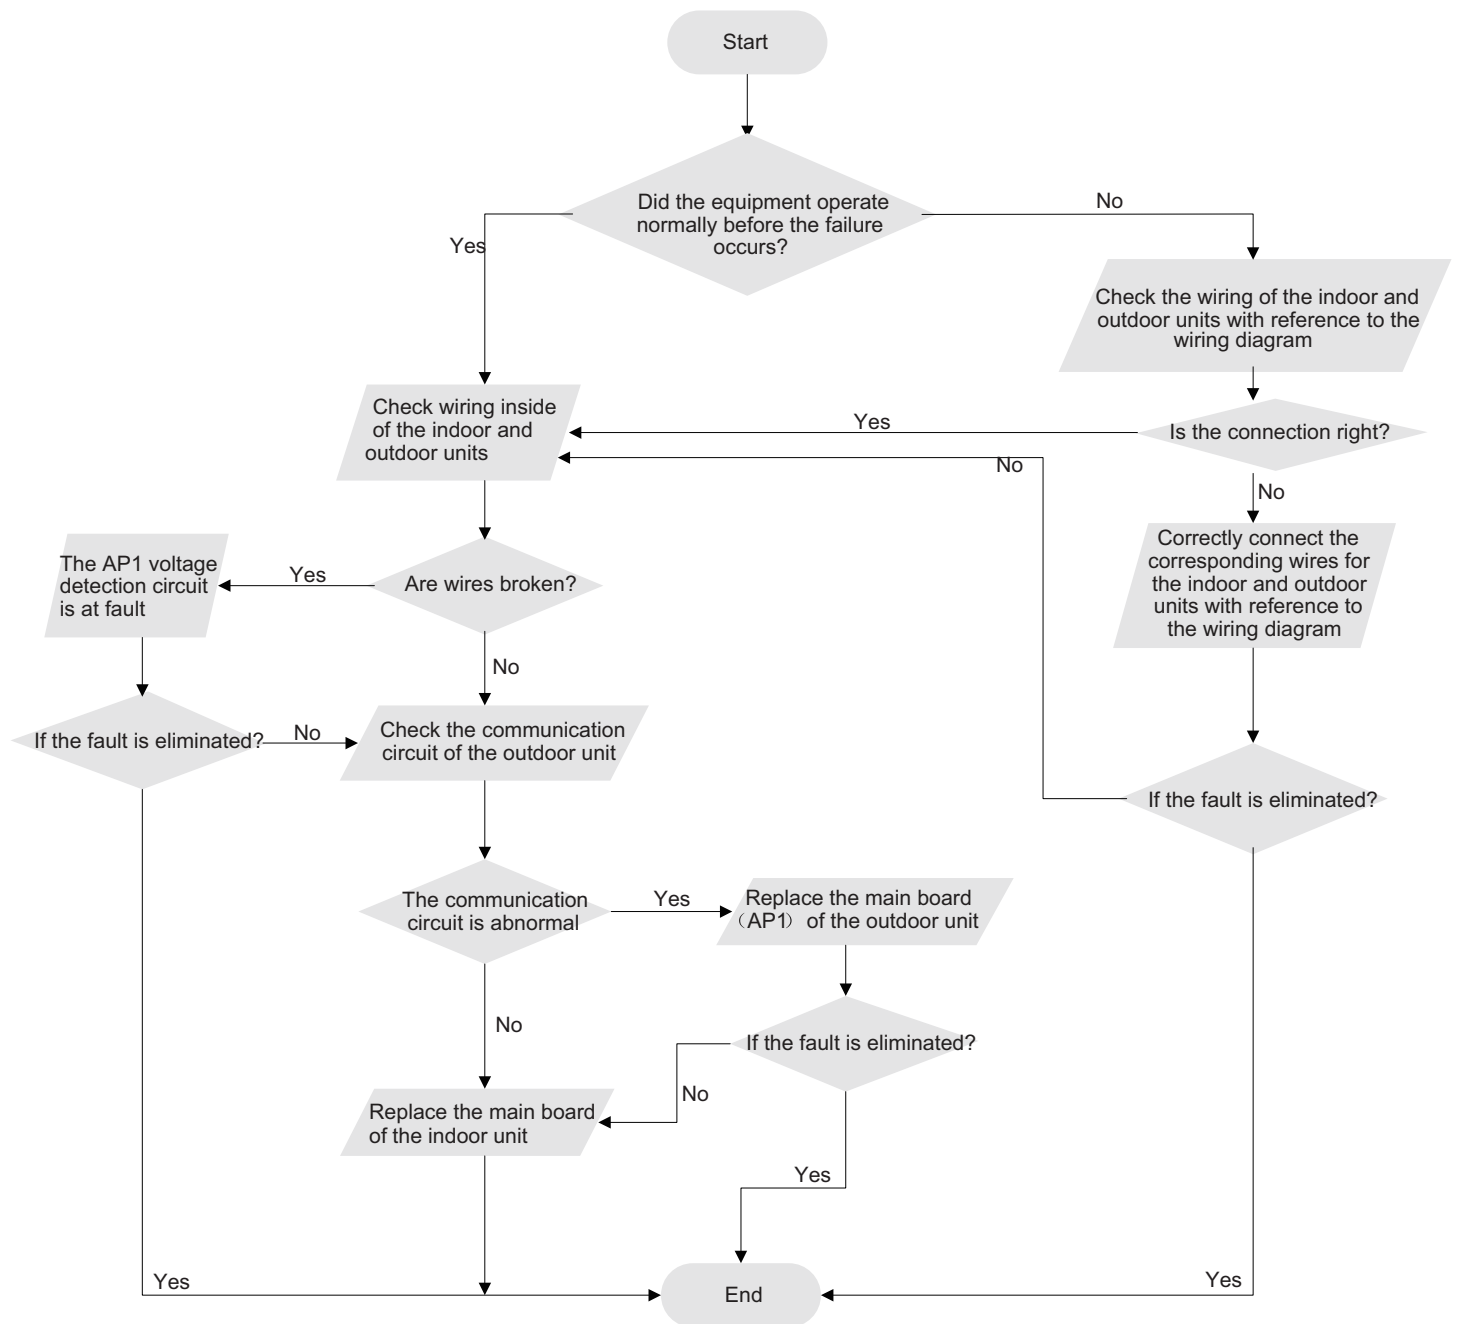 Start
Did the equipment operate
normally before the failure
occurs?
No
Yes
Check the wiring of the indoor and
outdoor units with reference to the
wiring diagram
Check wiring inside
of the indoor and
outdoor units
Yes
Is the connection right?
No
No
Correctly connect the
corresponding wires for
the indoor and outdoor
units with reference to
the wiring diagram
The AP1 voltage
detection circuit
is at fault
Yes
Are wires broken?
No
If the fault is eliminated?
No
Check the communication
circuit of the outdoor unit
If the fault is eliminated?
The communication
circuit is abnormal
Yes
Replace the main board
（AP1） of the outdoor unit
No
If the fault is eliminated?
No
Replace the main board
of the indoor unit
Yes
Yes
End
Yes